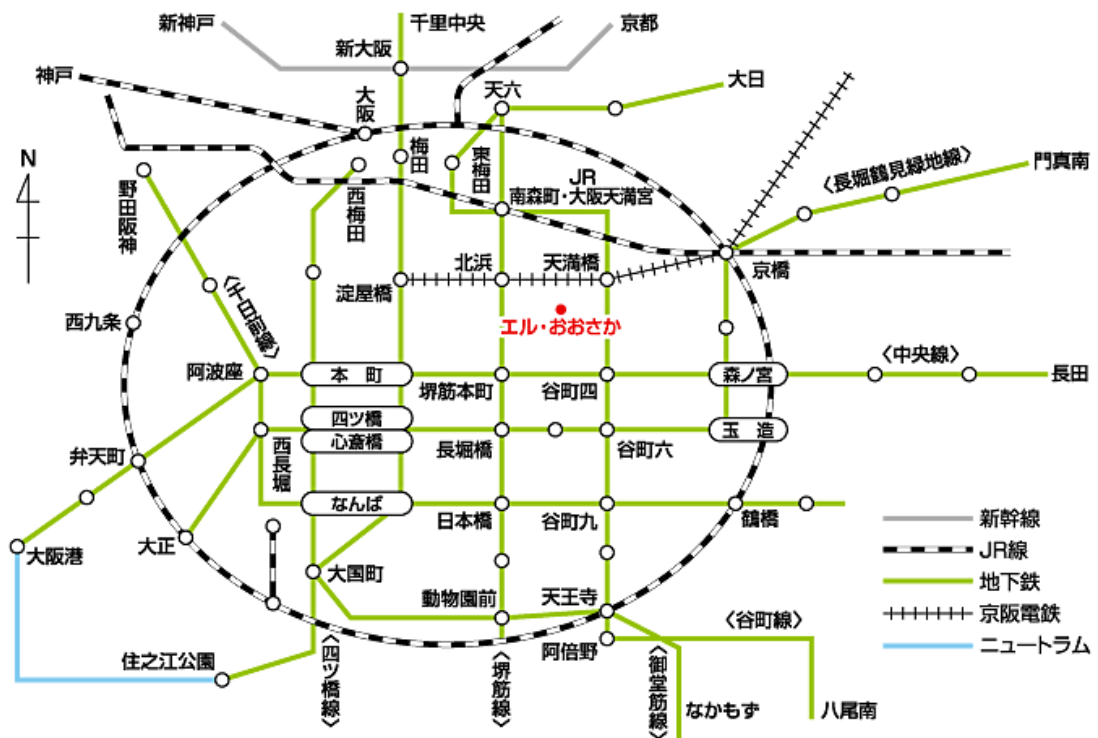 新神戸
千里中央
京都
新大阪
神戸
大阪
天六
大日
梅田
東梅田
N
野田阪神
西梅田
JR
南森町・大阪天満宮
〈長堀鶴見緑地線〉
門真南
淀屋橋
北浜
天満橋
京橋
〈千日前線〉
エル・おおさか
西九条
阿波座
本町
堺筋本町
谷町四
森ノ宮
〈中央線〉
長田
四ツ橋
心斎橋
西長堀
長堀橋
谷町六
玉造
弁天町
なんば
日本橋
谷町九
鶴橋
大阪港
大正
大国町
動物園前
天王寺
阿倍野
〈谷町線〉
住之江公園
〈四ツ橋線〉
〈堺筋線〉
〈御堂筋線〉
なかもず
八尾南
新幹線
JR線
地下鉄
京阪電鉄
ニュートラム